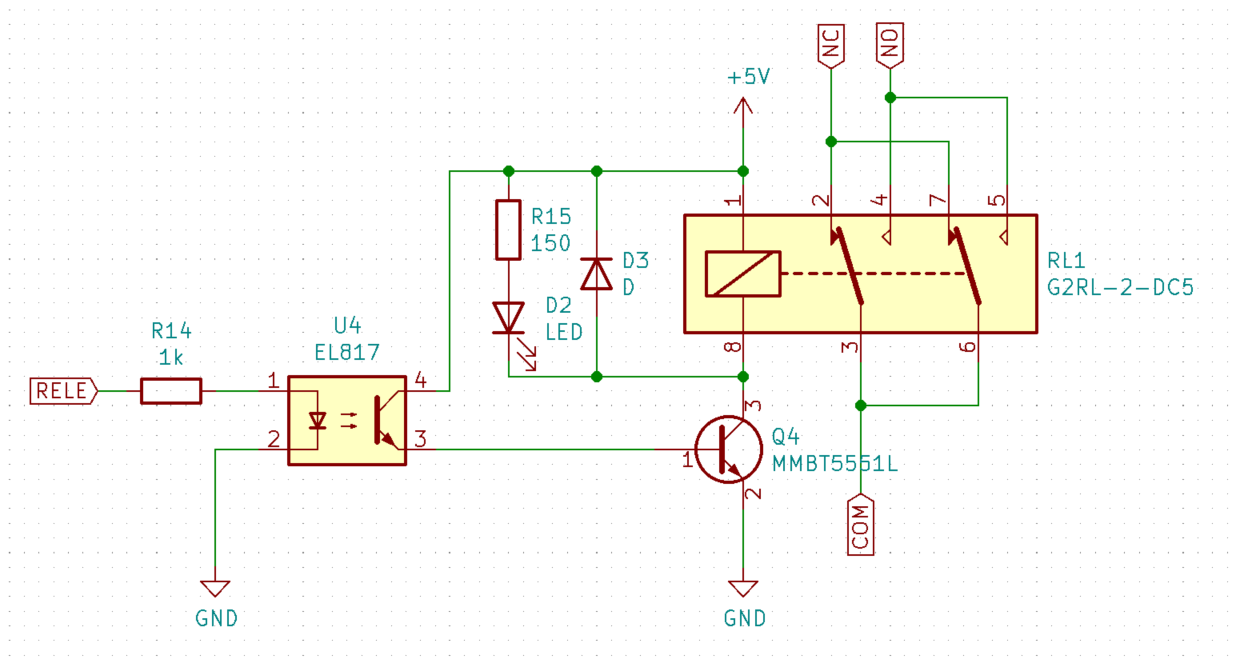 NC
NO
+5V
1
2
4
7
5
R15
150
D3
D
RL1
G2RL-2-DC5
D2
LED
R14
1k
U4
EL817
8
3
6
RELE
1
4
2
3
3
Q4
MMBT5551L
1
2
COM
GND
GND